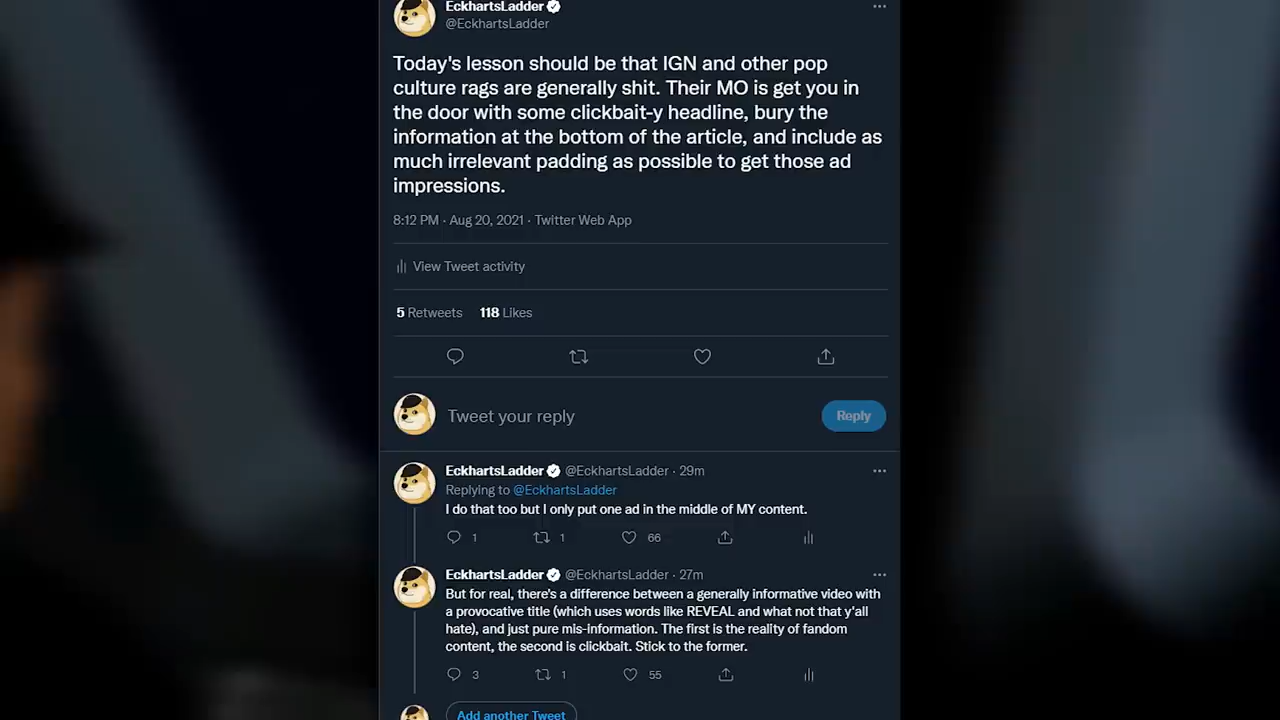 EckhartsLadder
@EckhartsLadder
Today's lesson should be that IGN and other pop
culture rags are generally shit. Their MO is get you in
the door with some clickbait-y headline, bury the
information at the bottom of the article, and include as
much irrelevant padding as possible to get those ad
impressions.
8:12 PM · Aug 20, 2021 · Twitter Web App
View Tweet activity
5 Retweets 118 Likes
Tweet your reply
Reply
EckhartsLadder @EckhartsLadder · 29m
Replying to @EckhartsLadder
I do that too but I only put one ad in the middle of MY content.
1 1 66
EckhartsLadder @EckhartsLadder · 27m
But for real, there's a difference between a generally informative video with
a provocative title (which uses words like REVEAL and what not that y'all
hate), and just pure mis-information. The first is the reality of fandom
content, the second is clickbait. Stick to the former.
3 1 55
Add another Tweet